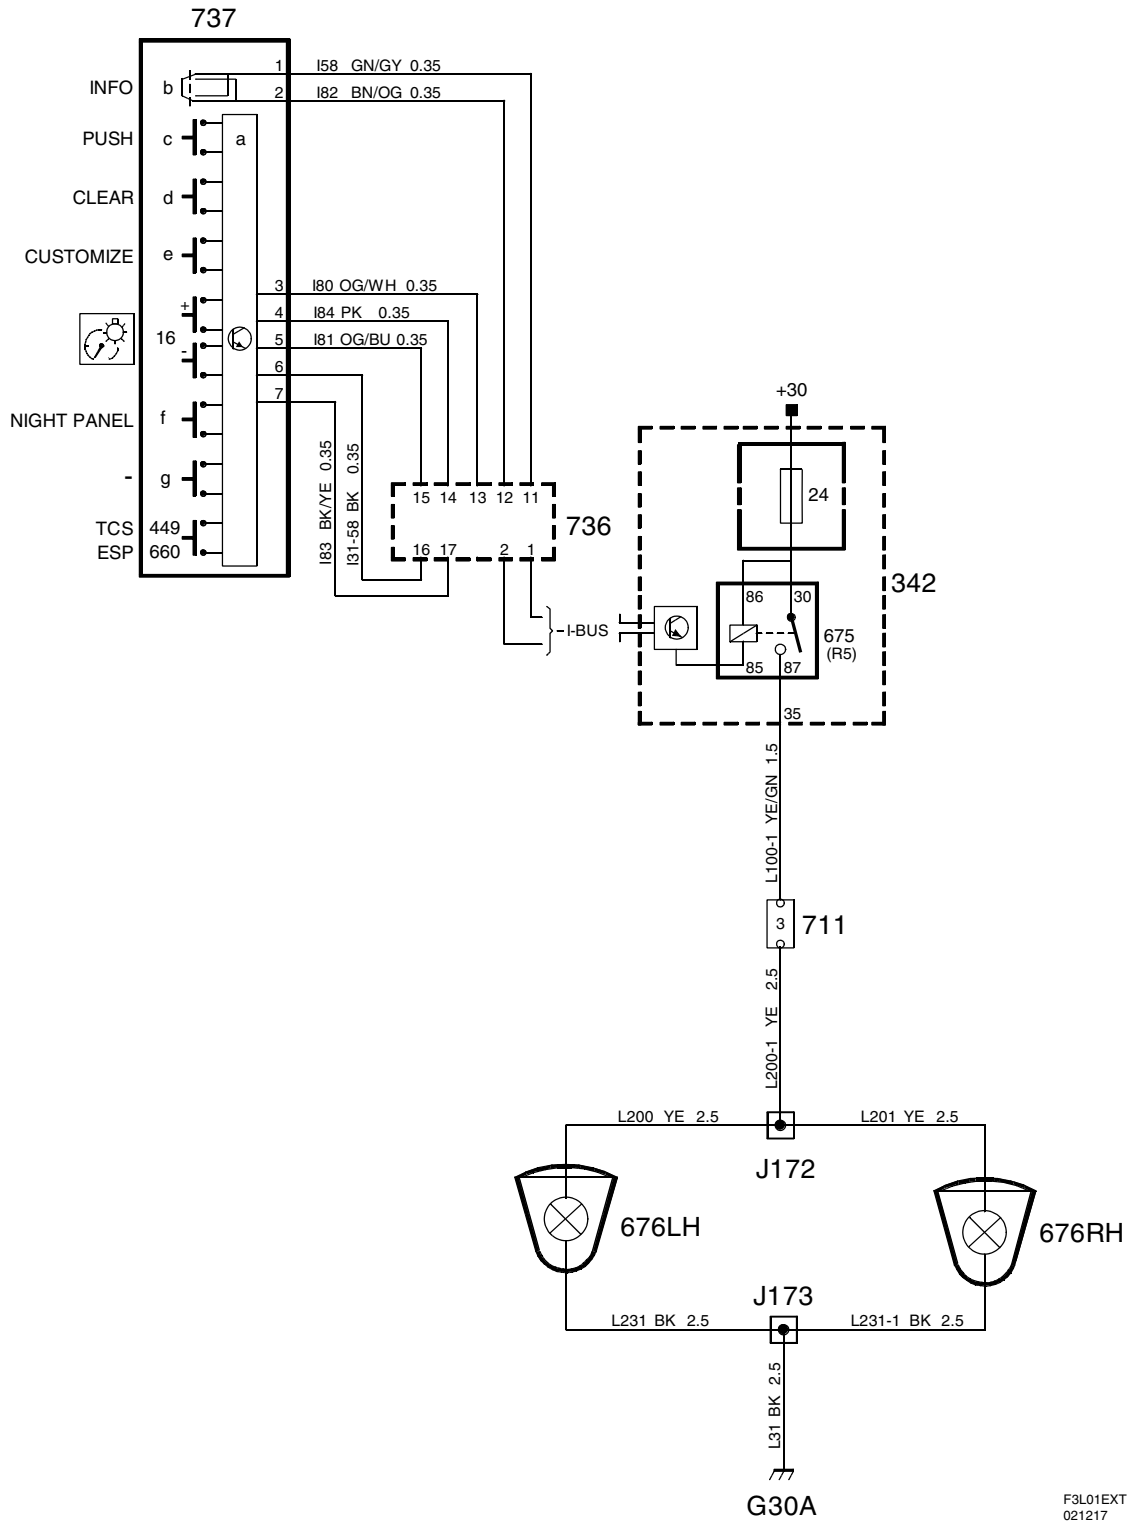 737
1 I58 GN/GY 0.35
INFO b
2 I82 BN/OG 0.35
PUSH c a
CLEAR d
CUSTOMIZE e
3 I80 OG/WH 0.35
+
4 I84 PK 0.35
16
5 I81 OG/BU 0.35
-
6
7
NIGHT PANEL f
- g
TCS 449
ESP 660
I83 BK/YE 0.35
I31-58 BK 0.35
15 14 13 12 11
736
16 17 2 1
I-BUS
+30
24
342
86 30
675
(R5)
85 87
35
L100-1 YE/GN 1.5
3 711
L200-1 YE 2.5
L200 YE 2.5
L201 YE 2.5
J172
676LH
676RH
J173
L231 BK 2.5
L231-1 BK 2.5
L31 BK 2.5
G30A
F3L01EXT
021217